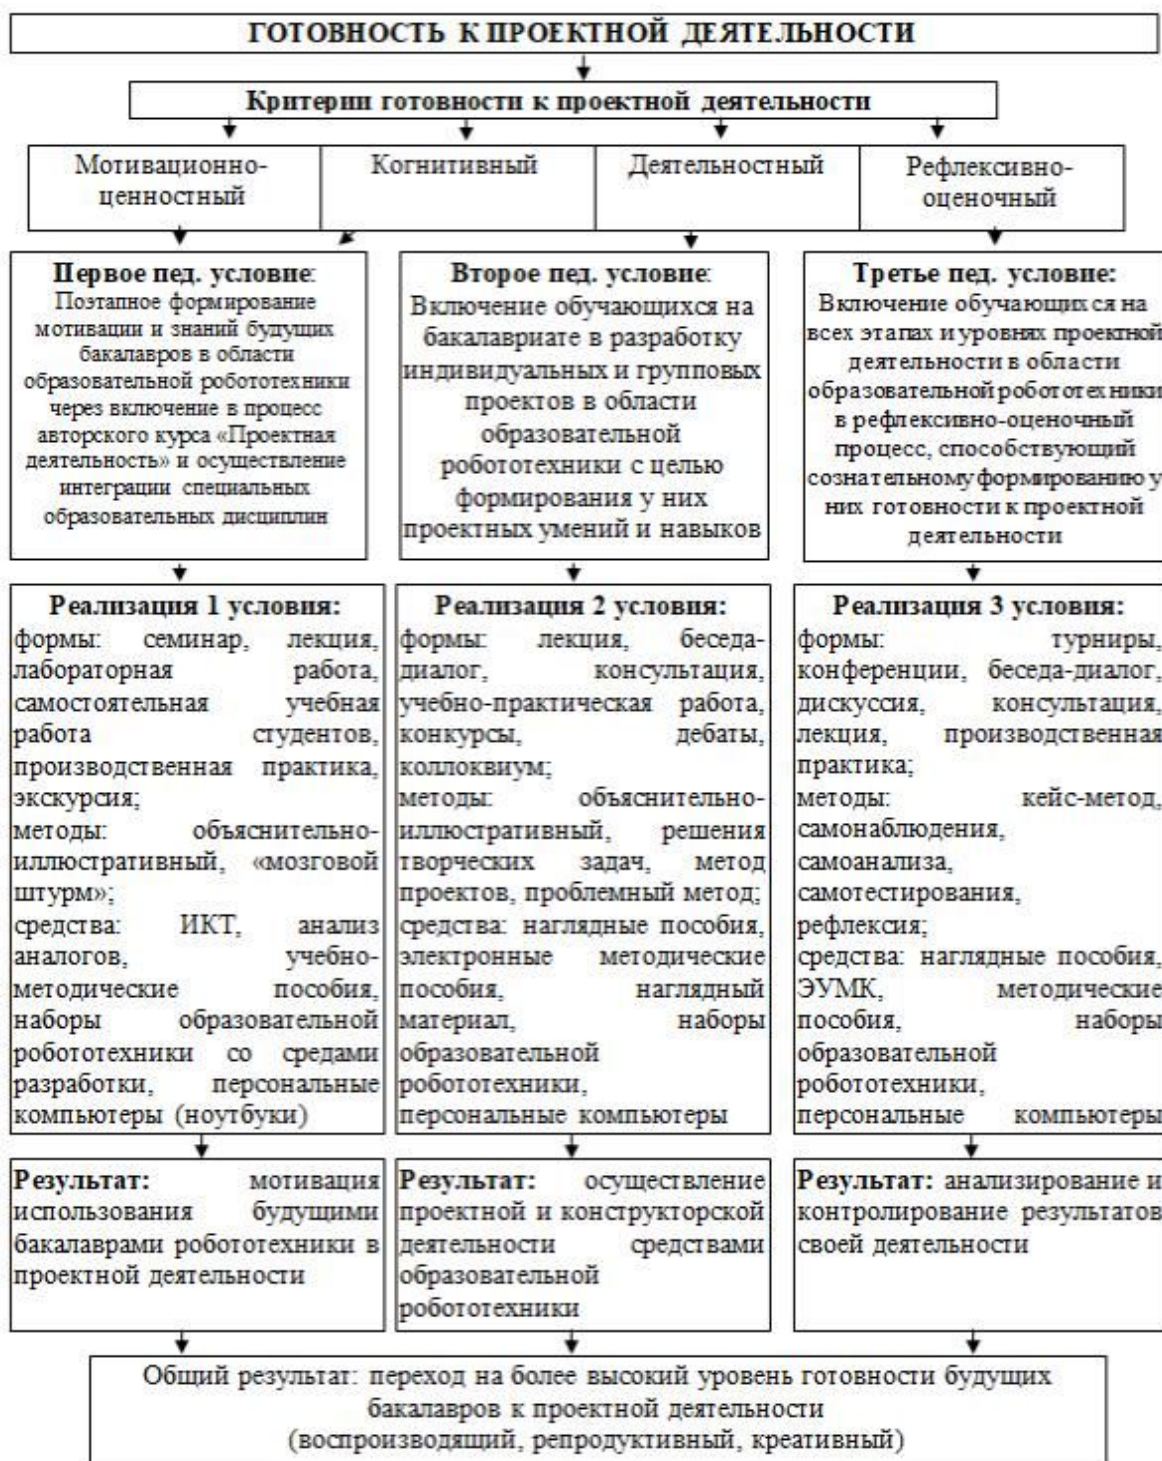 ГОТОВНОСТЬ К ПРОЕКТНОЙ ДЕЯТЕЛЬНОСТИ
Критерии готовности к проектной деятельности
Мотивационно-
ценностный
Когнитивный
Деятельностный
Рефлексивно-
оценочный
Первое пед. условие:
Поэтапное формирование
мотивации и знаний будущих
бакалавров в области
образовательной робототехники
через включение в процесс
авторского курса «Проектная
деятельность» и осуществление
интеграции специальных
образовательных дисциплин
Второе пед. условие:
Включение обучающихся на
бакалавриате в разработку
индивидуальных и групповых
проектов в области
образовательной
робототехники с целью
формирования у них
проектных умений и навыков
Третье пед. условие:
Включение обучающихся на
всех этапах и уровнях проектной
деятельности в области
образовательной робототехники
в рефлексивно-оценочный
процесс, способствующий
сознательному формированию у
них готовности к проектной
деятельности
Реализация 1 условия:
формы: семинар, лекция,
лабораторная работа,
самостоятельная учебная
работа студентов,
производственная практика,
экскурсия;
методы: объяснительно-
иллюстративный, «мозговой
штурм»;
средства: ИКТ, анализ
аналогов, учебно-
методические пособия,
наборы образовательной
робототехники со средами
разработки, персональные
компьютеры (ноутбуки)
Реализация 2 условия:
формы: лекция, беседа-
диалог, консультация,
учебно-практическая работа,
конкурсы, дебаты,
коллоквиум;
методы: объяснительно-
иллюстративный, решения
творческих задач, метод
проектов, проблемный метод;
средства: наглядные пособия,
электронные методические
пособия, наглядный
материал, наборы
образовательной
робототехники,
персональные компьютеры
Реализация 3 условия:
формы: турниры,
конференции, беседа-диалог,
дискуссия, консультация,
лекция, производственная
практика;
методы: кейс-метод,
самонаблюдения,
самоанализа,
самотестирования,
рефлексия;
средства: наглядные пособия,
ЭУМК, методические
пособия, наборы
образовательной
робототехники,
персональные компьютеры
Результат: мотивация
использования будущими
бакалаврами робототехники в
проектной деятельности
Результат: осуществление
проектной и конструкторской
деятельности средствами
образовательной
робототехники
Результат: анализирование и
контролирование результатов
своей деятельности
Общий результат: переход на более высокий уровень готовности будущих
бакалавров к проектной деятельности
(воспроизводящий, репродуктивный, креативный)